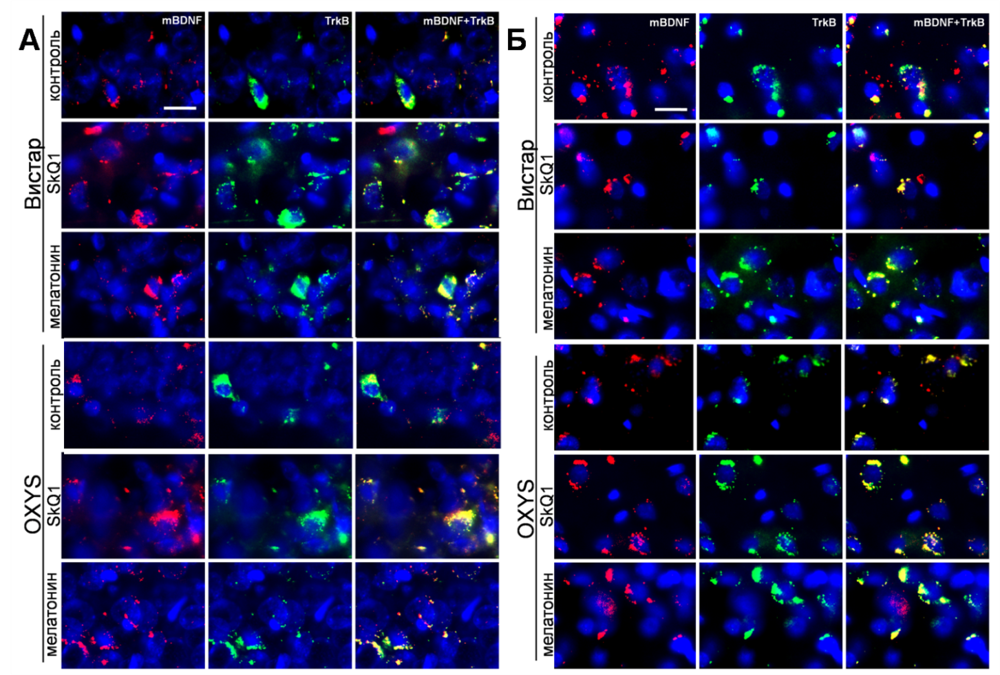 А
mBDNF
TrkB
mBDNF+TrkB
Вистар
контроль
SkQ1
мелатонин
OXYS
контроль
SkQ1
мелатонин
Б
mBDNF
TrkB
mBDNF+TrkB
Вистар
контроль
SkQ1
мелатонин
OXYS
контроль
SkQ1
мелатонин